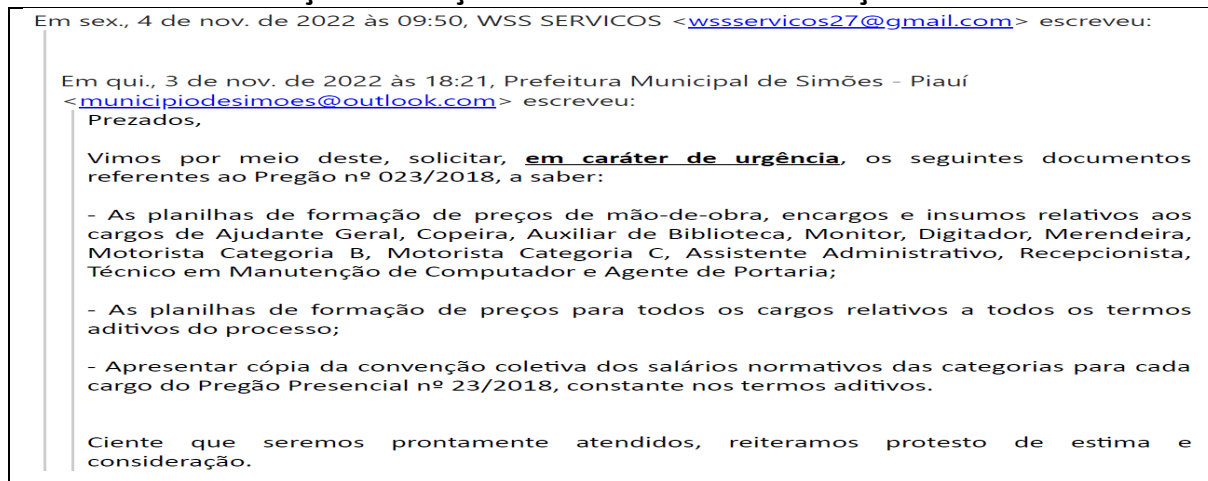 Em sex., 4 de nov. de 2022 às 09:50, WSS SERVICOS <wssservicos27@gmail.com> escreveu:
Em qui., 3 de nov. de 2022 às 18:21, Prefeitura Municipal de Simões - Piauí
<municipiodesimoes@outlook.com> escreveu:
Prezados,
Vimos por meio deste, solicitar, em caráter de urgência, os seguintes documentos
referentes ao Pregão nº 023/2018, a saber:
- As planilhas de formação de preços de mão-de-obra, encargos e insumos relativos aos
cargos de Ajudante Geral, Copeira, Auxiliar de Biblioteca, Monitor, Digitador, Merendeira,
Motorista Categoria B, Motorista Categoria C, Assistente Administrativo, Recepcionista,
Técnico em Manutenção de Computador e Agente de Portaria;
- As planilhas de formação de preços para todos os cargos relativos a todos os termos
aditivos do processo;
- Apresentar cópia da convenção coletiva dos salários normativos das categorias para cada
cargo do Pregão Presencial nº 23/2018, constante nos termos aditivos.
Ciente que seremos prontamente atendidos, reiteramos protesto de estima e
consideração.